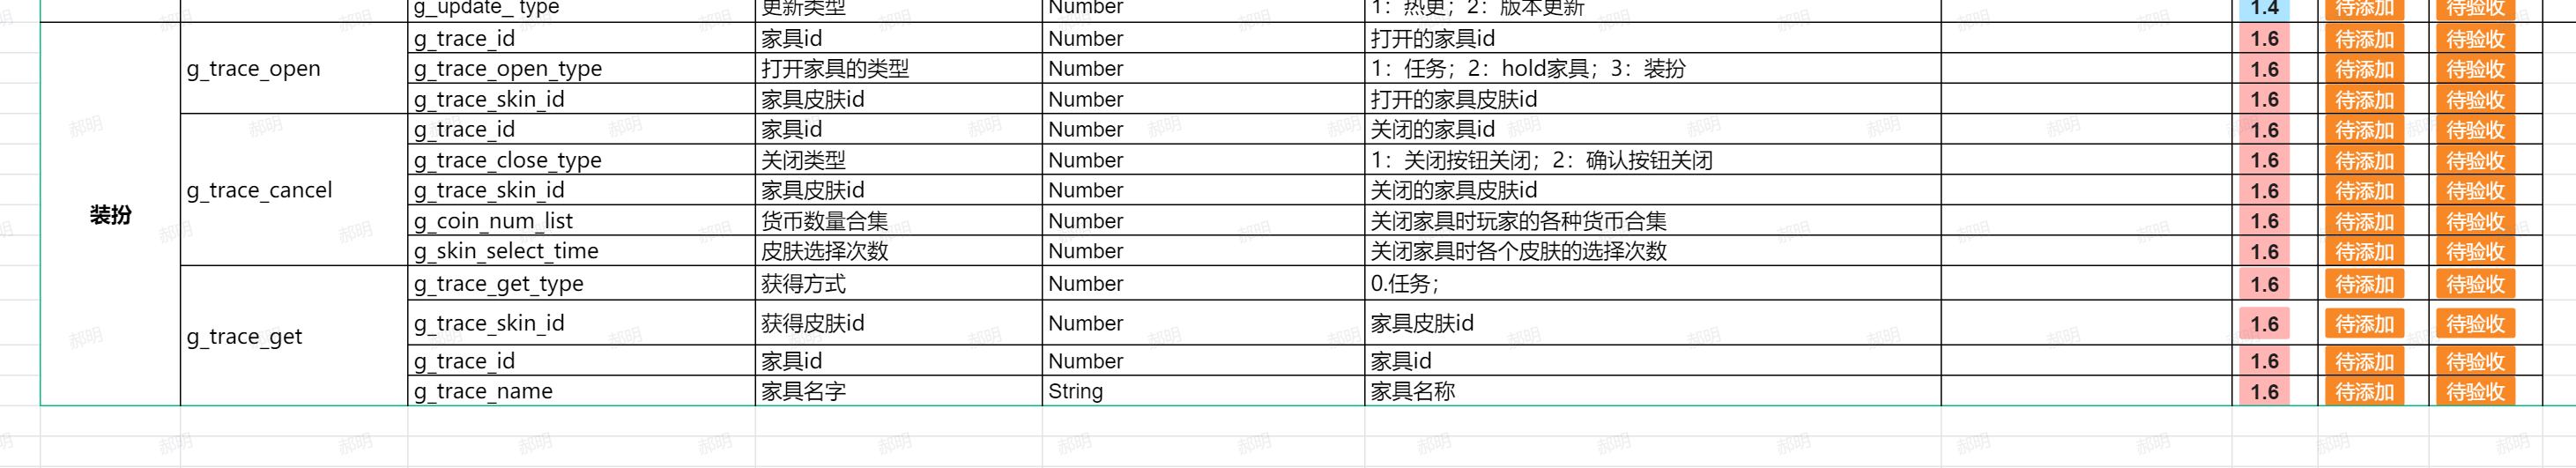 g_update_ type 更新类型 Number 1：热更；2：版本更新 1.4 待添加 待验收
装扮 g_trace_open g_trace_id 家具id Number 打开的家具id 1.6 待添加 待验收
g_trace_open_type 打开家具的类型 Number 1：任务；2：hold家具；3：装扮 1.6 待添加 待验收
g_trace_skin_id 家具皮肤id Number 打开的家具皮肤id 1.6 待添加 待验收
g_trace_cancel g_trace_id 家具id Number 关闭的家具id 1.6 待添加 待验收
g_trace_close_type 关闭类型 Number 1：关闭按钮关闭；2：确认按钮关闭 1.6 待添加 待验收
g_trace_skin_id 家具皮肤id Number 关闭的家具皮肤id 1.6 待添加 待验收
g_coin_num_list 货币数量合集 Number 关闭家具时玩家的各种货币合集 1.6 待添加 待验收
g_skin_select_time 皮肤选择次数 Number 关闭家具时各个皮肤的选择次数 1.6 待添加 待验收
g_trace_get g_trace_get_type 获得方式 Number 0.任务； 1.6 待添加 待验收
g_trace_skin_id 获得皮肤id Number 家具皮肤id 1.6 待添加 待验收
g_trace_id 家具id Number 家具id 1.6 待添加 待验收
g_trace_name 家具名字 String 家具名称 1.6 待添加 待验收
郝明